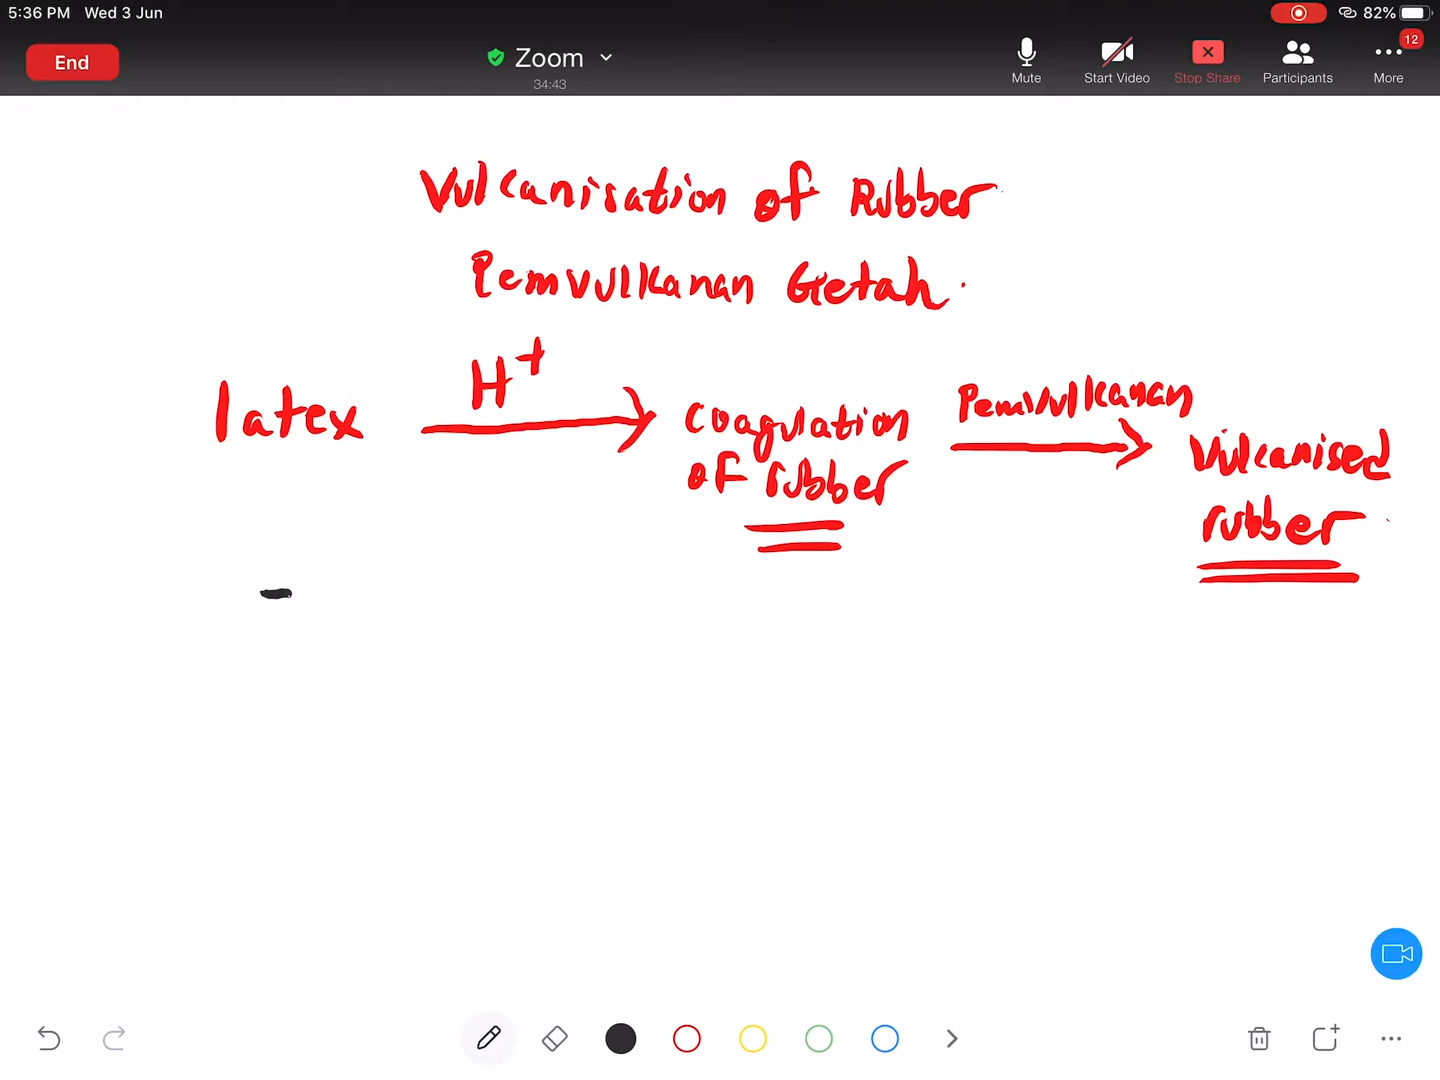 5:36 PM Wed 3 Jun
82%
End
Zoom
34:43
Mute
Start Video
Stop Share
Participants
12
More
Vulcanisation of Rubber
Pemvulkanan Getah.
latex
H+
coagulation
of rubber
Pemvulkanan
Vulcanised
rubber